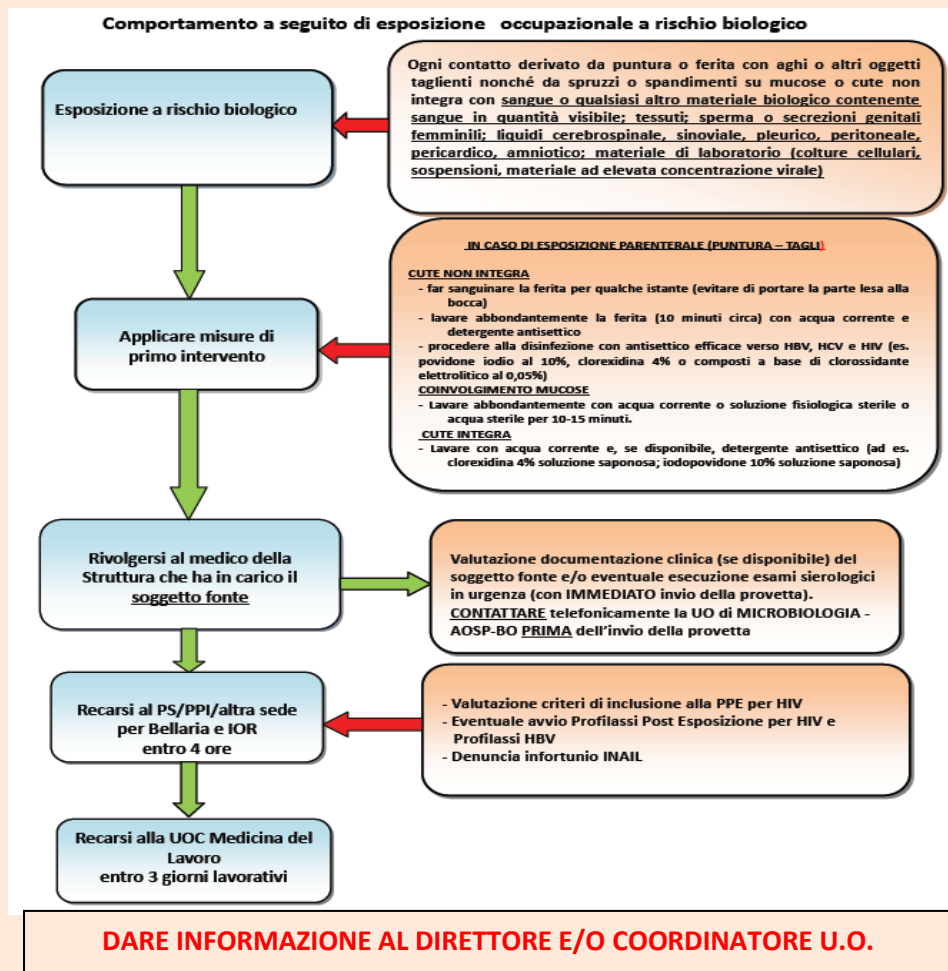 Comportamento a seguito di esposizione occupazionale a rischio biologico
Esposizione a rischio biologico
Ogni contatto derivato da puntura o ferita con aghi o altri oggetti
taglienti nonché da spruzzi o spandimenti su mucose o cute non
integra con sangue o qualsiasi altro materiale biologico contenente
sangue in quantità visibile; tessuti; sperma o secrezioni genitali
femminili; liquidi cerebrospinale, sinoviale, pleurico, peritoneale,
pericardico, amniotico; materiale di laboratorio (colture cellulari,
sospensioni, materiale ad elevata concentrazione virale)
Applicare misure di
primo intervento
IN CASO DI ESPOSIZIONE PARENTERALE (PUNTURA – TAGLI)
CUTE NON INTEGRA
- far sanguinare la ferita per qualche istante (evitare di portare la parte lesa alla
bocca)
- lavare abbondantemente la ferita (10 minuti circa) con acqua corrente e
detergente antisettico
- procedere alla disinfezione con antisettico efficace verso HBV, HCV e HIV (es.
povidone iodio al 10%, clorexidina 4% o composti a base di clorossidante
elettrolitico al 0,05%)
COINVOLGIMENTO MUCOSE
- Lavare abbondantemente con acqua corrente o soluzione fisiologica sterile o
acqua sterile per 10-15 minuti.
CUTE INTEGRA
- Lavare con acqua corrente e, se disponibile, detergente antisettico (ad es.
clorexidina 4% soluzione saponosa; iodopovidone 10% soluzione saponosa)
Rivolgersi al medico della
Struttura che ha in carico il
soggetto fonte
Valutazione documentazione clinica (se disponibile) del
soggetto fonte e/o eventuale esecuzione esami sierologici
in urgenza (con IMMEDIATO invio della provetta).
CONTATTARE telefonicamente la UO di MICROBIOLOGIA -
AOSP-BO PRIMA dell’invio della provetta
Recarsi al PS/PPI/altra sede
per Bellaria e IOR
entro 4 ore
- Valutazione criteri di inclusione alla PPE per HIV
- Eventuale avvio Profilassi Post Esposizione per HIV e
Profilassi HBV
- Denuncia infortunio INAIL
Recarsi alla UOC Medicina del
Lavoro
entro 3 giorni lavorativi
DARE INFORMAZIONE AL DIRETTORE E/O COORDINATORE U.O.